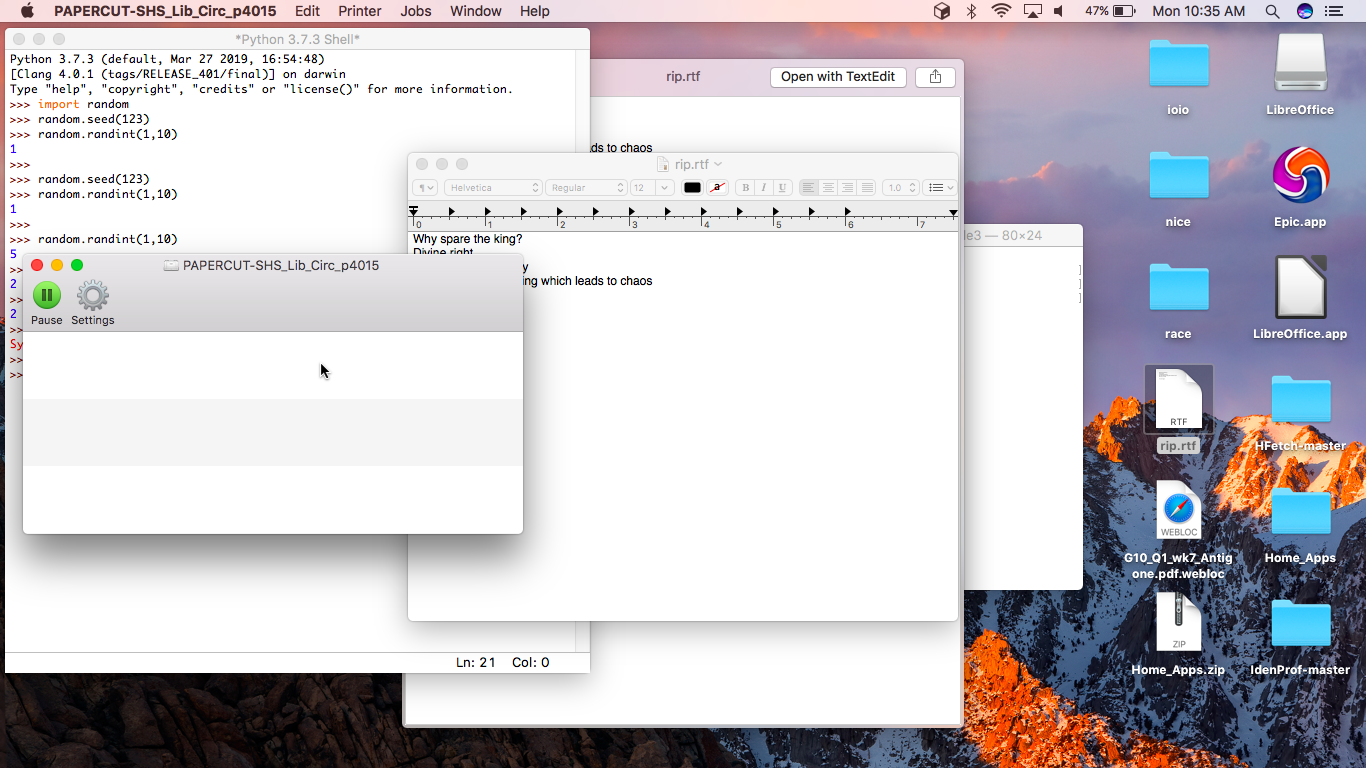 PAPERCUT-SHS_Lib_Circ_p4015 Edit Printer Jobs Window Help 47% Mon 10:35 AM
*Python 3.7.3 Shell*
Python 3.7.3 (default, Mar 27 2019, 16:54:48)
[Clang 4.0.1 (tags/RELEASE_401/final)] on darwin
Type "help", "copyright", "credits" or "license()" for more information.
>>> import random
>>> random.seed(123)
>>> random.randint(1,10)
1
>>>
>>> random.seed(123)
>>> random.randint(1,10)
1
>>>
>>> random.randint(1,10)
5
>>
2
>>
2
>>
Sy
>>
>>
Ln: 21 Col: 0
rip.rtf
Open with TextEdit
ds to chaos
rip.rtf
¶ Helvetica Regular 12 a B I U 1.0
0 1 2 3 4 5 6 7
Why spare the king?
Divine right
y
ing which leads to chaos
PAPERCUT-SHS_Lib_Circ_p4015
Pause Settings
e3 — 80×24
]
]
]
ioio
LibreOffice
nice
Epic.app
race
LibreOffice.app
RTF
rip.rtf
HFetch-master
WEBLOC
G10_Q1_wk7_Antig
one.pdf.webloc
Home_Apps
ZIP
Home_Apps.zip
IdenProf-master